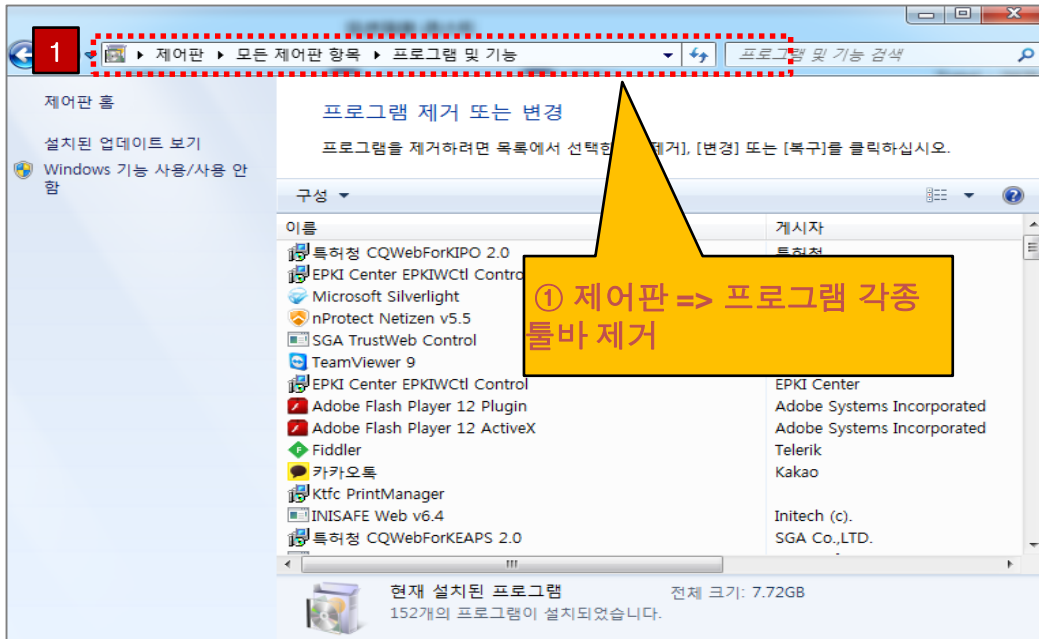 1
제어판 ▸ 모든 제어판 항목 ▸ 프로그램 및 기능
프로그램 및 기능 검색
제어판 홈
설치된 업데이트 보기
Windows 기능 사용/사용 안
함
프로그램 제거 또는 변경
프로그램을 제거하려면 목록에서 선택한 제거], [변경] 또는 [복구]를 클릭하십시오.
구성
이름 게시자
특허청 CQWebForKIPO 2.0 특허청
EPKI Center EPKIWCtl Contro
Microsoft Silverlight
nProtect Netizen v5.5
SGA TrustWeb Control
TeamViewer 9
EPKI Center EPKIWCtl Control EPKI Center
Adobe Flash Player 12 Plugin Adobe Systems Incorporated
Adobe Flash Player 12 ActiveX Adobe Systems Incorporated
Fiddler Telerik
카카오톡 Kakao
Ktfc PrintManager
INISAFE Web v6.4 Initech (c).
특허청 CQWebForKEAPS 2.0 SGA Co.,LTD.
① 제어판 => 프로그램 각종
툴바 제거
현재 설치된 프로그램 전체 크기: 7.72GB
152개의 프로그램이 설치되었습니다.